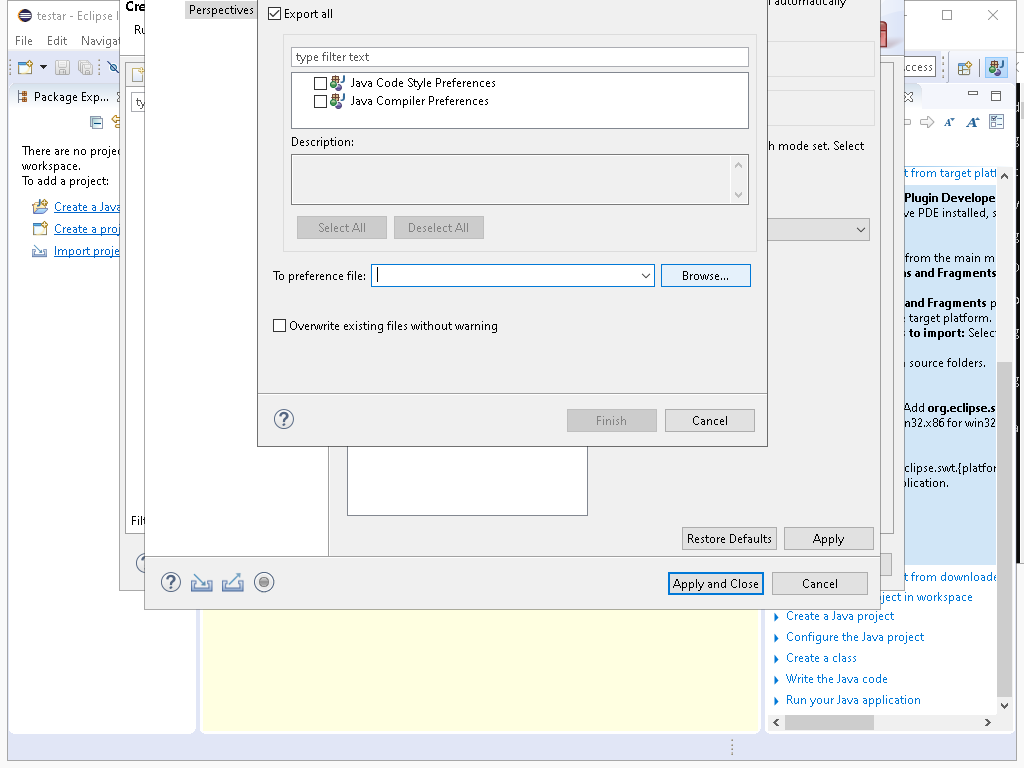 testar - Eclipse I
Cre
Perspectives
Export all
automatically
File Edit Navigat
Ru
type filter text
ccess
Package Exp...
ty
Java Code Style Preferences
Java Compiler Preferences
There are no projec
workspace.
To add a project:
Description:
h mode set. Select
t from target platf
Plugin Develope
ve PDE installed, s
Create a Java
Create a proj
Import proje
Select All
Deselect All
from the main m
ns and Fragments
To preference file:
Browse...
and Fragments p
target platform.
to import: Selec
Overwrite existing files without warning
source folders.
Add org.eclipse.s
n32.x86 for win32
Finish
Cancel
clipse.swt.{platfor
lication.
Filt
Restore Defaults
Apply
Apply and Close
Cancel
t from downloade
ject in workspace
Create a Java project
Configure the Java project
Create a class
Write the Java code
Run your Java application